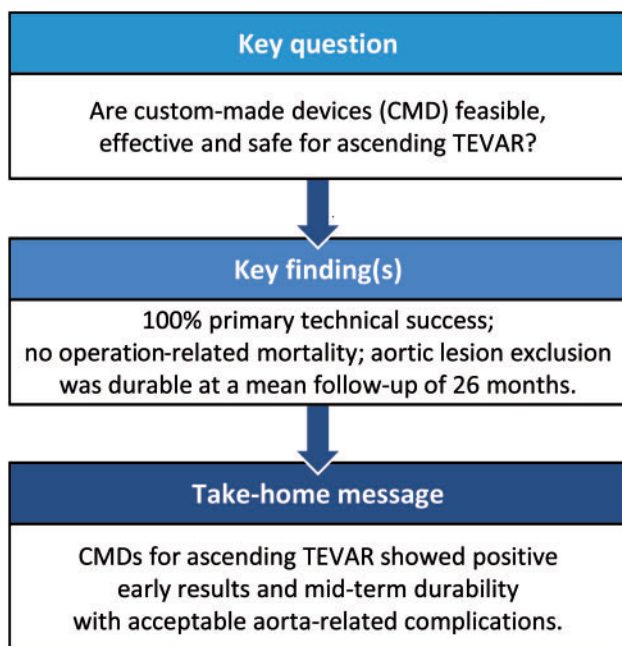 Key question
Are custom-made devices (CMD) feasible,
effective and safe for ascending TEVAR?
Key finding(s)
100% primary technical success;
no operation-related mortality; aortic lesion exclusion
was durable at a mean follow-up of 26 months.
Take-home message
CMDs for ascending TEVAR showed positive
early results and mid-term durability
with acceptable aorta-related complications.